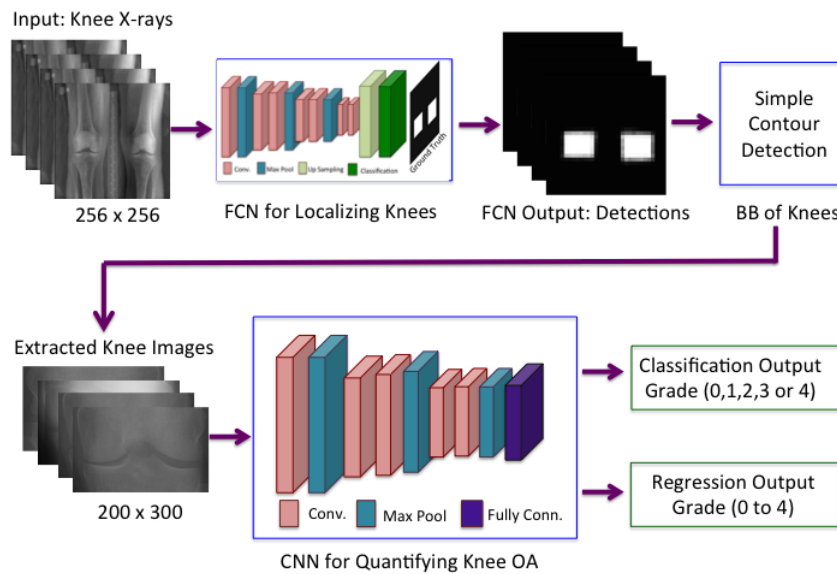 Input: Knee X-rays
256 x 256
Ground Truth
Conv.
Max Pool
Up Sampling
Classification
FCN for Localizing Knees
FCN Output: Detections
Simple
Contour
Detection
BB of Knees
Extracted Knee Images
200 x 300
Conv.
Max Pool
Fully Conn.
CNN for Quantifying Knee OA
Classification Output
Grade (0,1,2,3 or 4)
Regression Output
Grade (0 to 4)